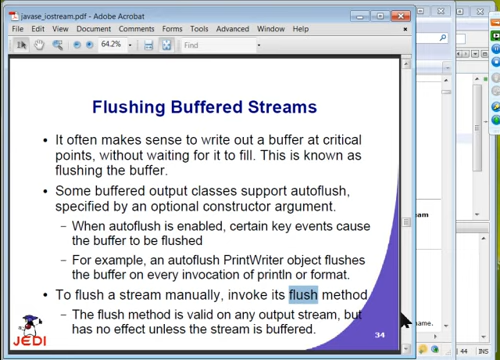 javase_iostream.pdf - Adobe Acrobat
File Edit View Document Comments Forms Tools Advanced Window Help
64.2% Find
Flushing Buffered Streams
• It often makes sense to write out a buffer at critical
points, without waiting for it to fill. This is known as
flushing the buffer.
• Some buffered output classes support autoflush,
specified by an optional constructor argument.
– When autoflush is enabled, certain key events cause
the buffer to be flushed
– For example, an autoflush PrintWriter object flushes
the buffer on every invocation of println or format.
• To flush a stream manually, invoke its flush method
– The flush method is valid on any output stream, but
has no effect unless the stream is buffered.
JEDI
34
name.
44 INS